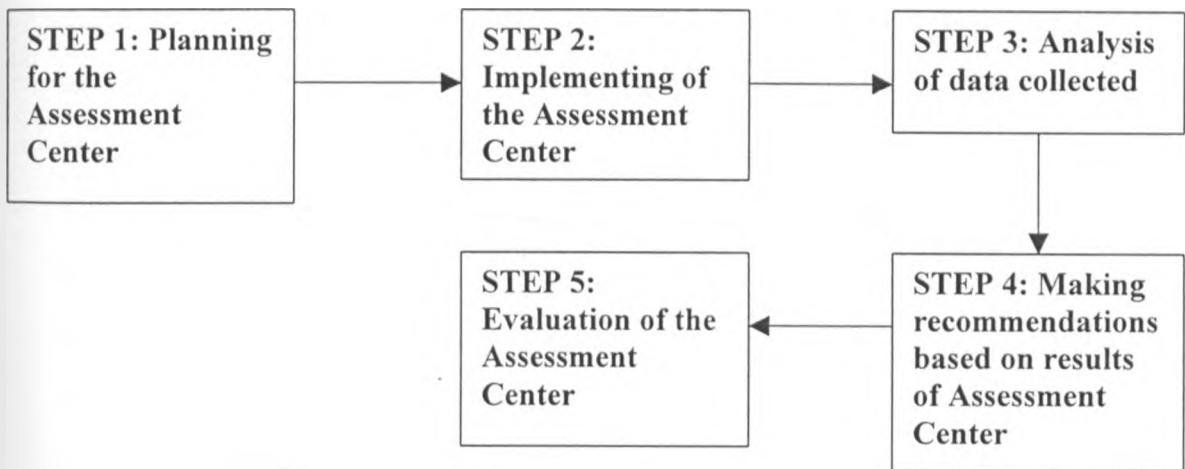 STEP 1: Planning
for the
Assessment
Center
STEP 2:
Implementing of
the Assessment
Center
STEP 3: Analysis
of data collected
STEP 4: Making
recommendations
based on results
of Assessment
Center
STEP 5:
Evaluation of the
Assessment
Center